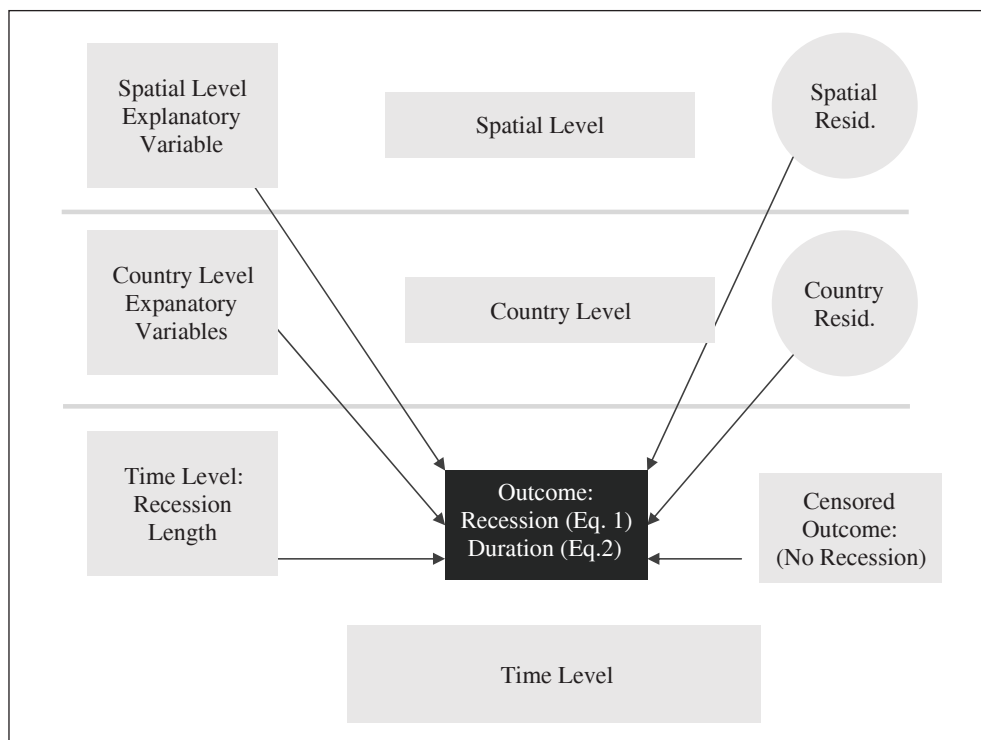 Spatial Level
Explanatory
Variable
Spatial Level
Spatial
Resid.
Country Level
Expanatory
Variables
Country Level
Country
Resid.
Time Level:
Recession
Length
Outcome:
Recession (Eq. 1)
Duration (Eq.2)
Censored
Outcome:
(No Recession)
Time Level